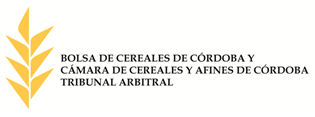 BOLSA DE CEREALES DE CÓRDOBA Y
CÁMARA DE CEREALES Y AFINES DE CÓRDOBA
TRIBUNAL ARBITRAL